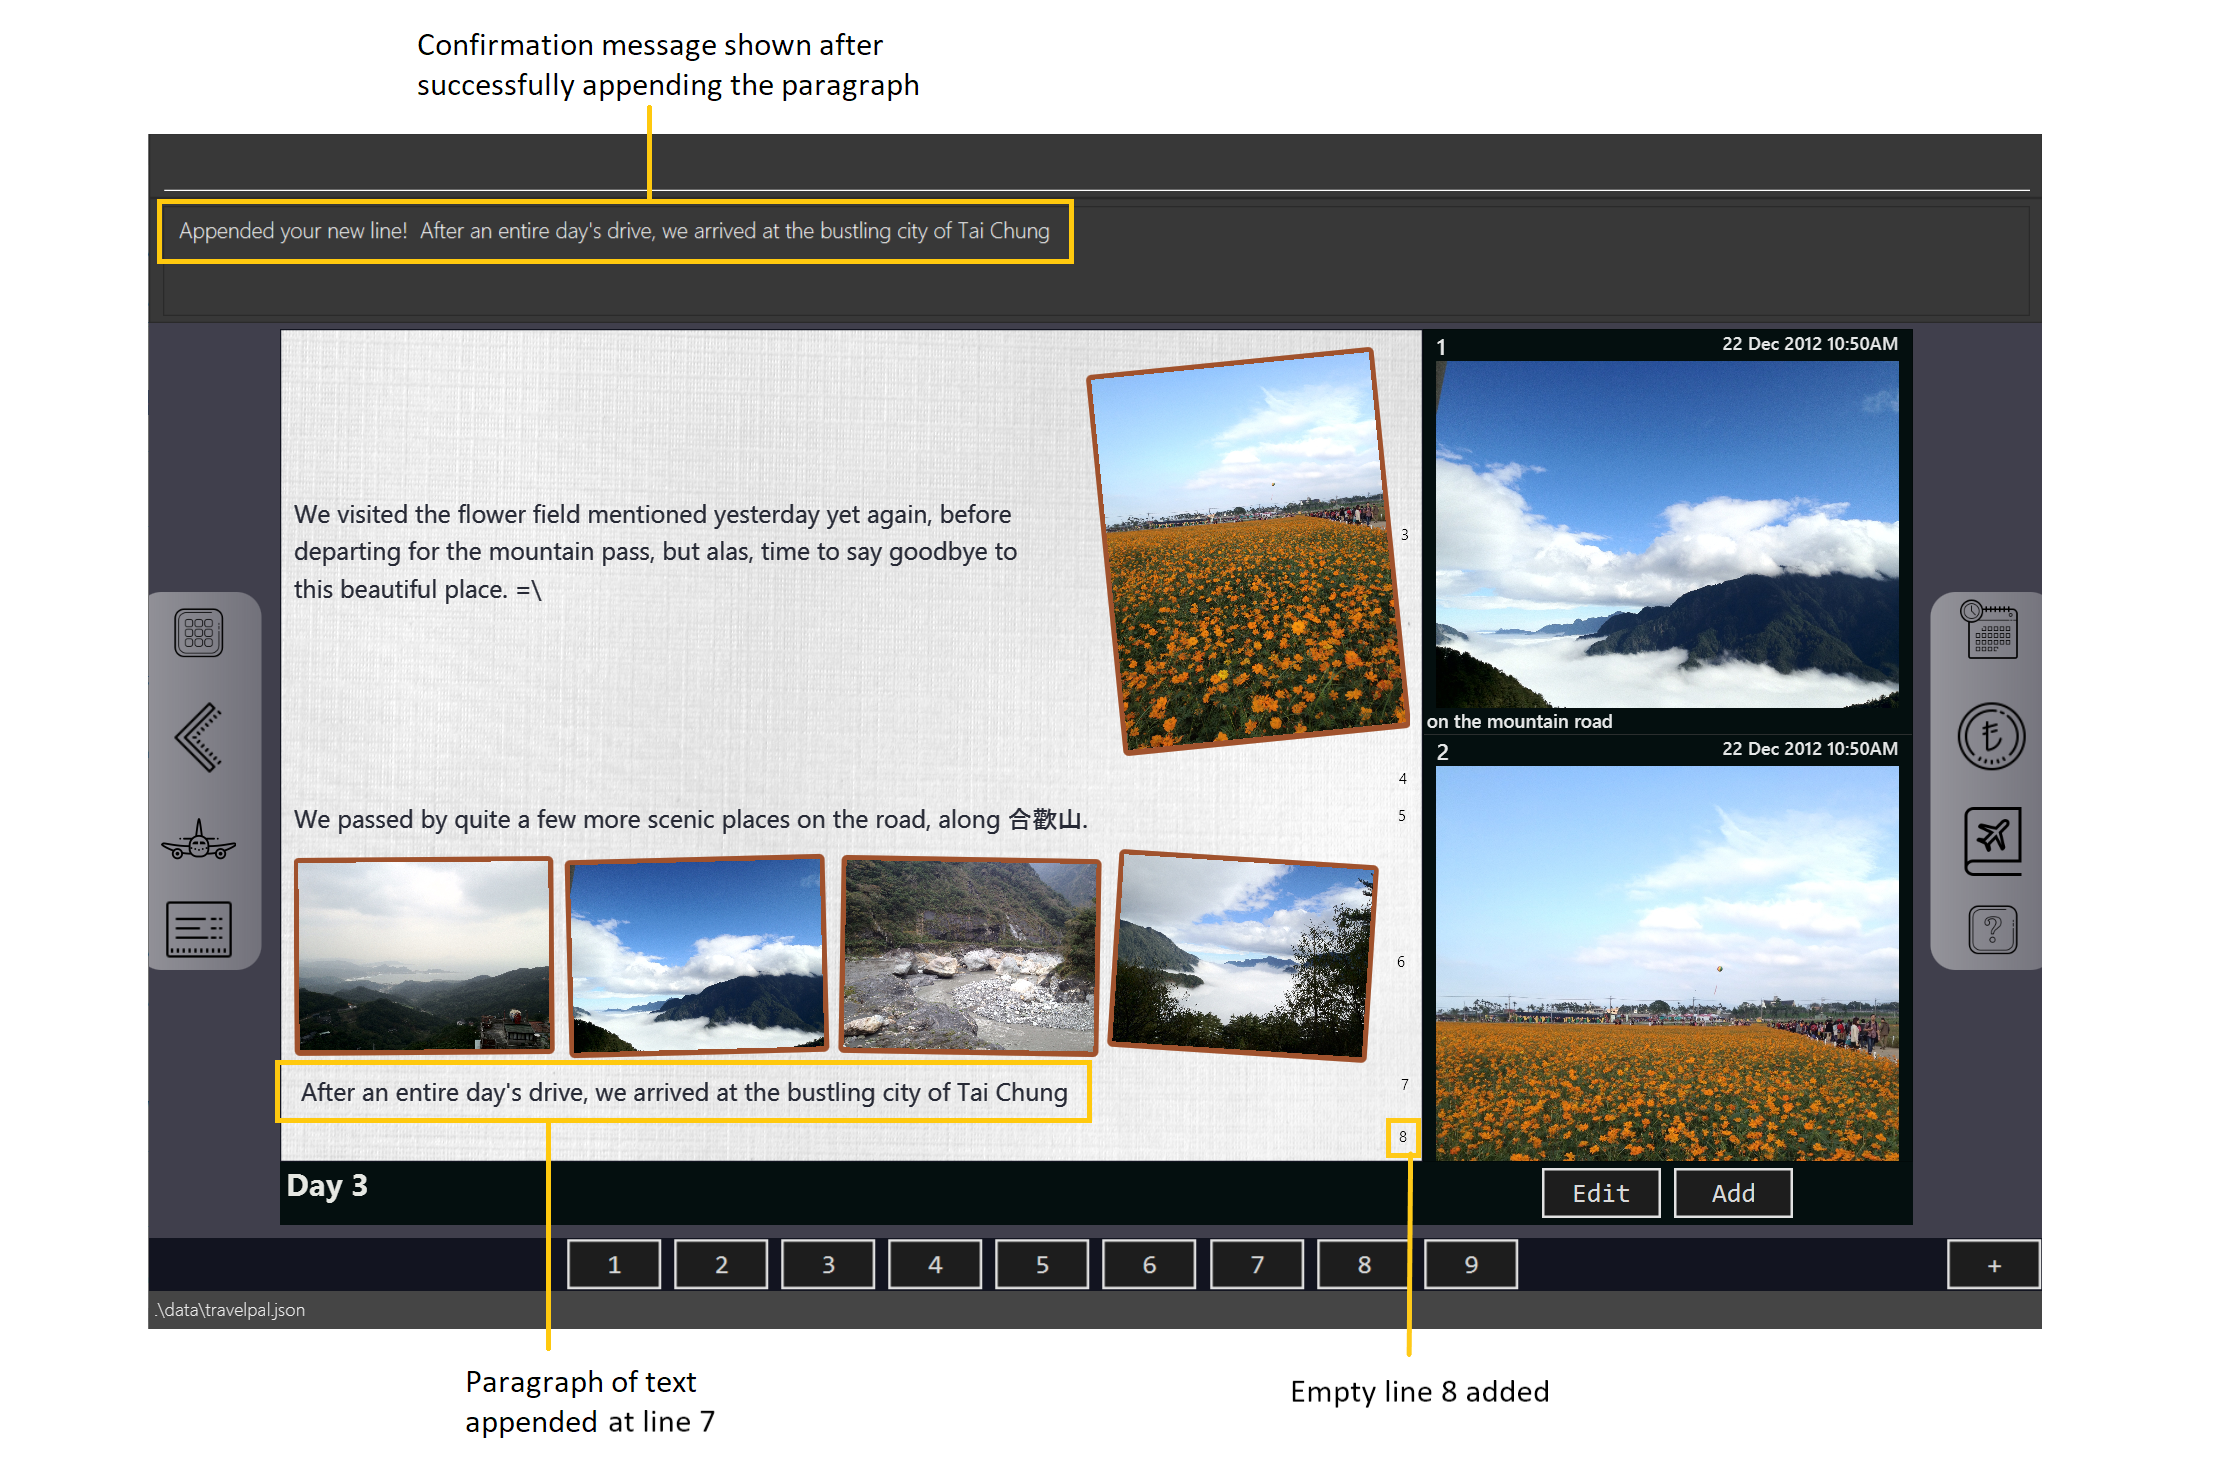 Confirmation message shown after
successfully appending the paragraph
Appended your new line!  After an entire day's drive, we arrived at the bustling city of Tai Chung
We visited the flower field mentioned yesterday yet again, before
departing for the mountain pass, but alas, time to say goodbye to
this beautiful place. =\
3
4
We passed by quite a few more scenic places on the road, along 合歡山.
5
6
After an entire day's drive, we arrived at the bustling city of Tai Chung
7
8
1
22 Dec 2012 10:50AM
on the mountain road
2
22 Dec 2012 10:50AM
?
Day 3
Edit
Add
1
2
3
4
5
6
7
8
9
+
.\data\travelpal.json
Paragraph of text
appended at line 7
Empty line 8 added